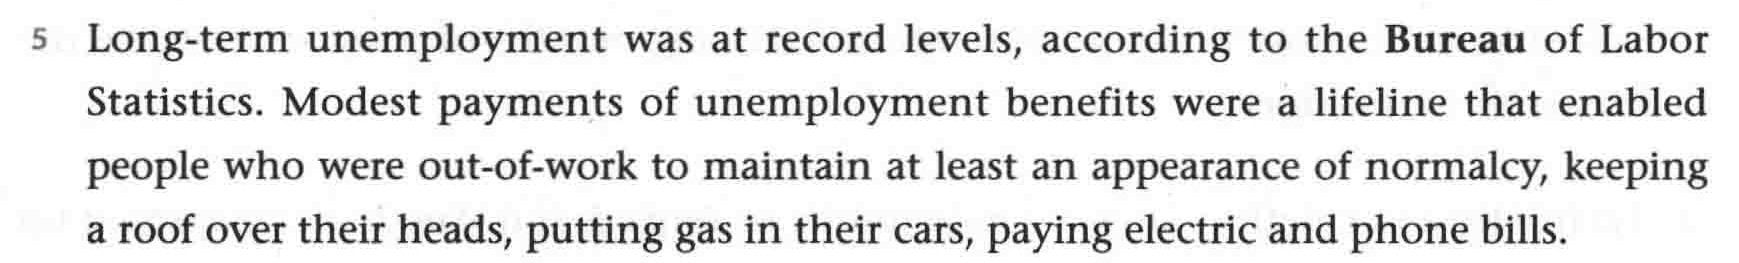 5 Long-term unemployment was at record levels, according to the Bureau of Labor
Statistics. Modest payments of unemployment benefits were a lifeline that enabled
people who were out-of-work to maintain at least an appearance of normalcy, keeping
a roof over their heads, putting gas in their cars, paying electric and phone bills.